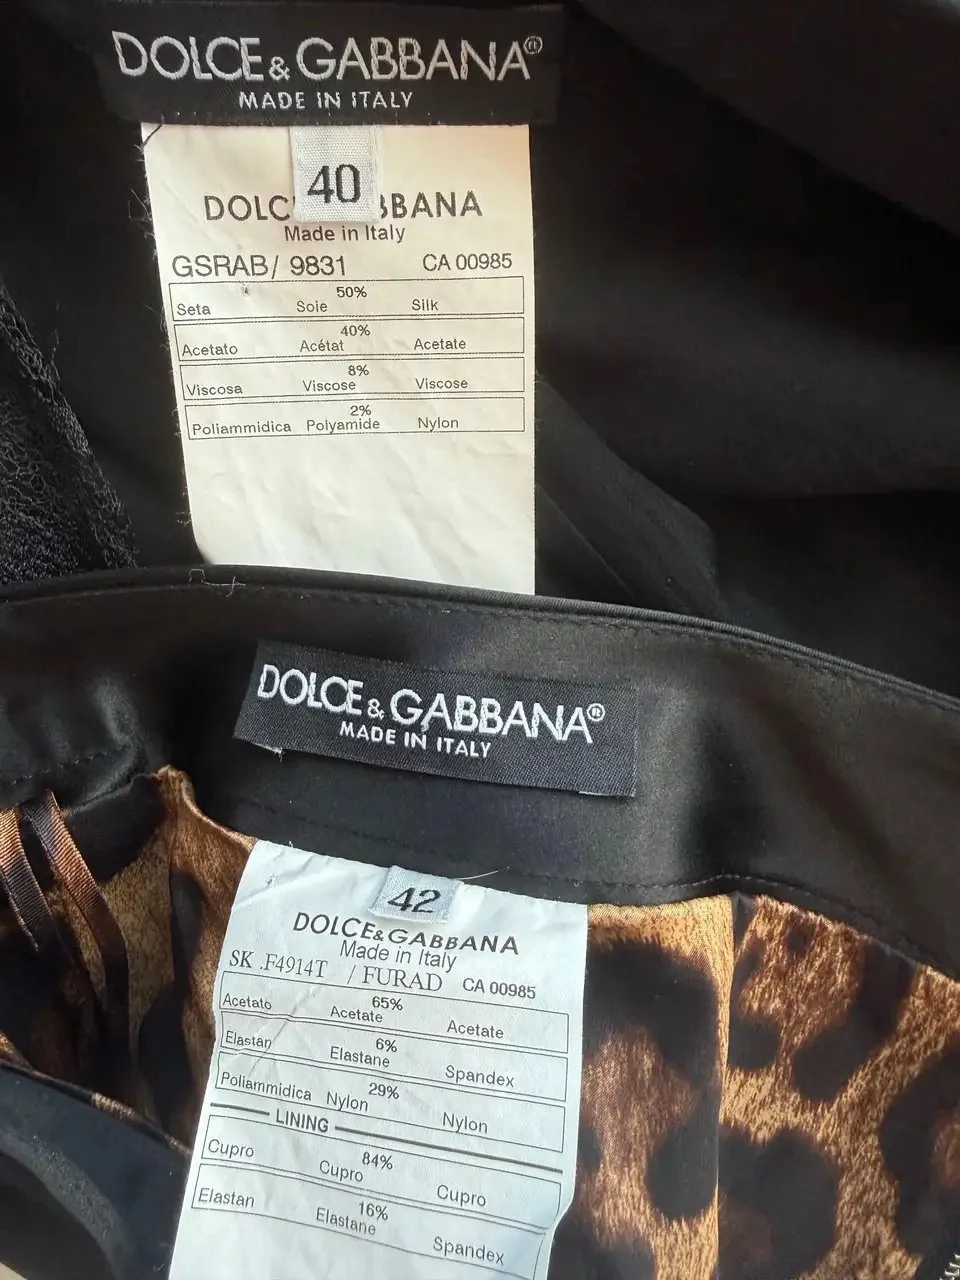 DOLCE & GABBANA®
MADE IN ITALY
40
DOLC BBANA
Made in Italy
GSRAB/ 9831 CA 00985
50%
Seta Soie Silk
40%
Acetato Acétat Acetate
8%
Viscosa Viscose Viscose
2%
Poliammidica Polyamide Nylon
DOLCE & GABBANA®
MADE IN ITALY
42
DOLCE&GABBANA
Made in Italy
SK .F4914T / FURAD CA 00985
65%
Acetato Acetate Acetate
6%
Elastan Elastane Spandex
29%
Poliammidica Nylon Nylon
LINING
84%
Cupro Cupro Cupro
16%
Elastan Elastane Spandex